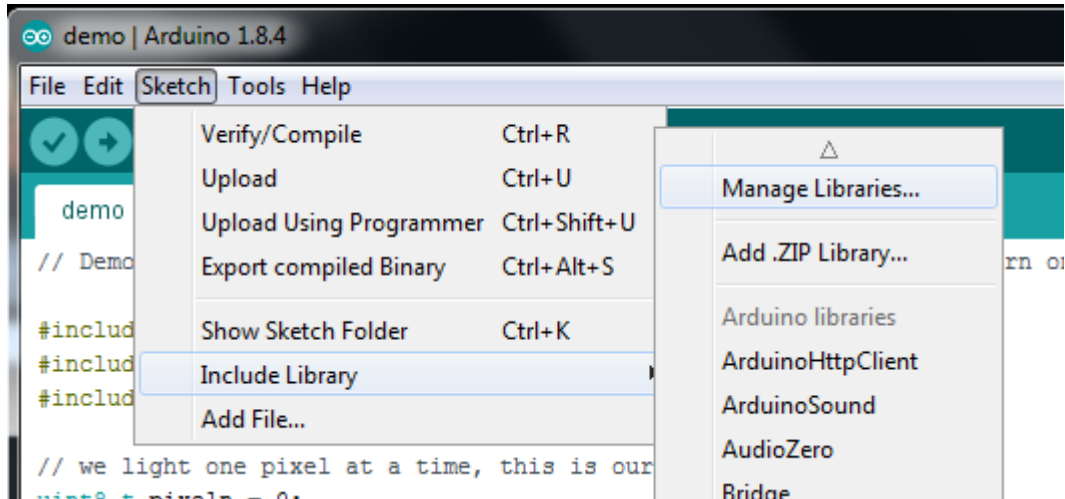 demo | Arduino 1.8.4
File Edit Sketch Tools Help
demo
Verify/Compile Ctrl+R
Upload Ctrl+U
Upload Using Programmer Ctrl+Shift+U
Export compiled Binary Ctrl+Alt+S
Show Sketch Folder Ctrl+K
Include Library
Add File...
Manage Libraries...
Add .ZIP Library...
Arduino libraries
ArduinoHttpClient
ArduinoSound
AudioZero
Bridge
// Demo
#includ
#includ
#includ
// we light one pixel at a time, this is our
uint8_t pixeln = 0;